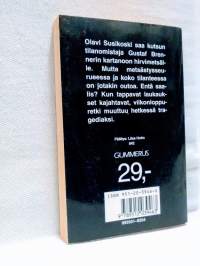 Olavi Susikoski saa kutsun
tilanomistaja Gustaf Bren-
nerin kartanoon hirvimetsäl-
le. Mutta metsästysseu-
rueessa ja koko tilanteessa
on jotakin outoa. Entä saa-
lis? Kun tappavat laukauk-
set kajahtavat, viikonloppu-
retki muuttuu hetkessä tra-
gediaksi.
GUMMERUS
29,-